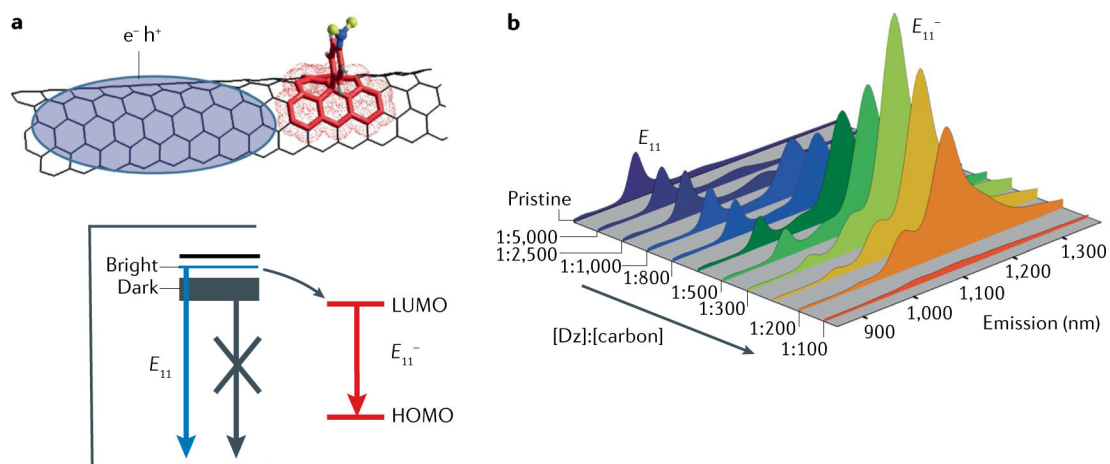 a
e⁻ h⁺
Bright
Dark
E₁₁
LUMO
E₁₁⁻
HOMO
b
E₁₁⁻
E₁₁
Pristine
1:5,000
1:2,500
1:1,000
1:800
1:500
1:300
1:200
1:100
[Dz]:[carbon]
900
1,000
1,100
1,200
1,300
Emission (nm)